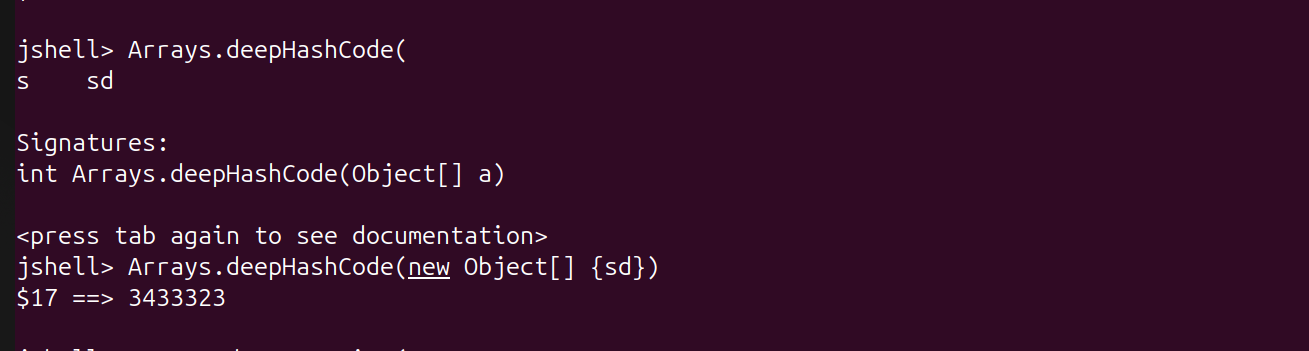 jshell> Arrays.deepHashCode(
s    sd
Signatures:
int Arrays.deepHashCode(Object[] a)
<press tab again to see documentation>
jshell> Arrays.deepHashCode(new Object[] {sd})
$17 ==> 3433323